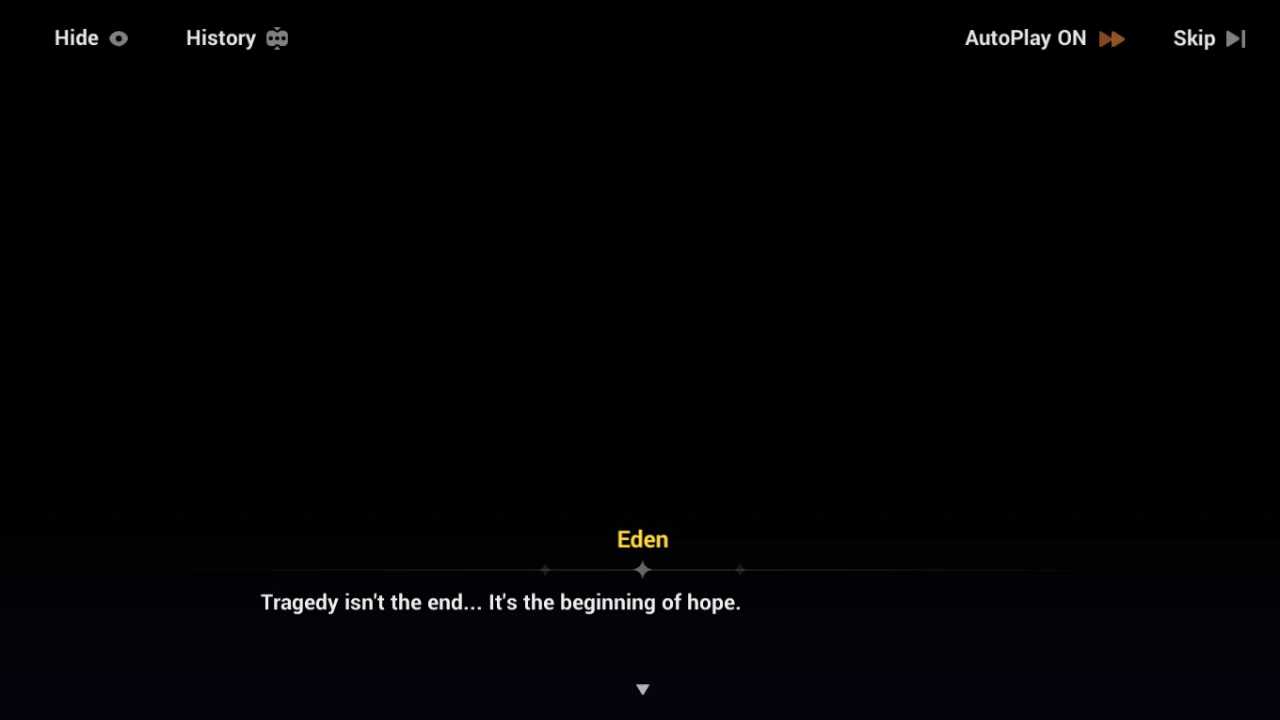 Hide
History
AutoPlay ON
Skip
Eden
Tragedy isn't the end... It's the beginning of hope.